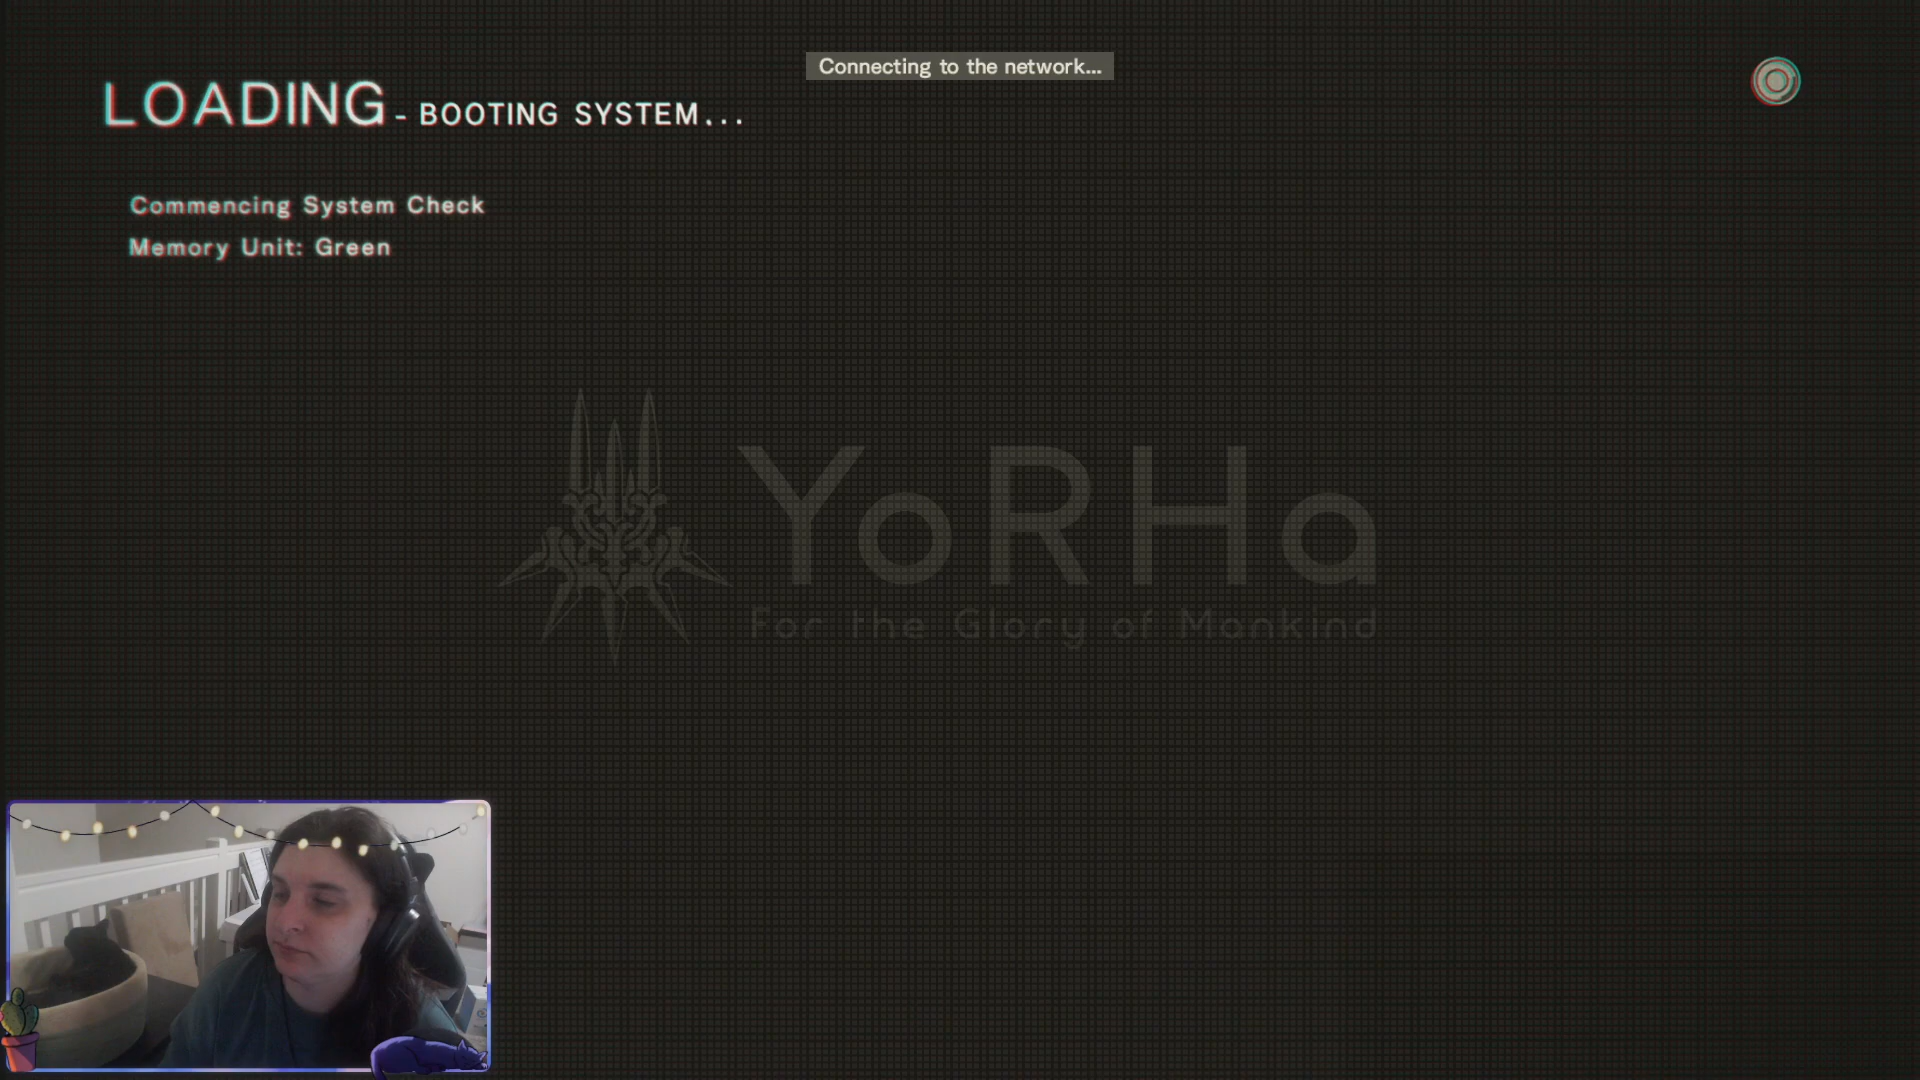 Connecting to the network...
LOADING - BOOTING SYSTEM...
Commencing System Check
Memory Unit: Green
YoRHa
For the Glory of Mankind